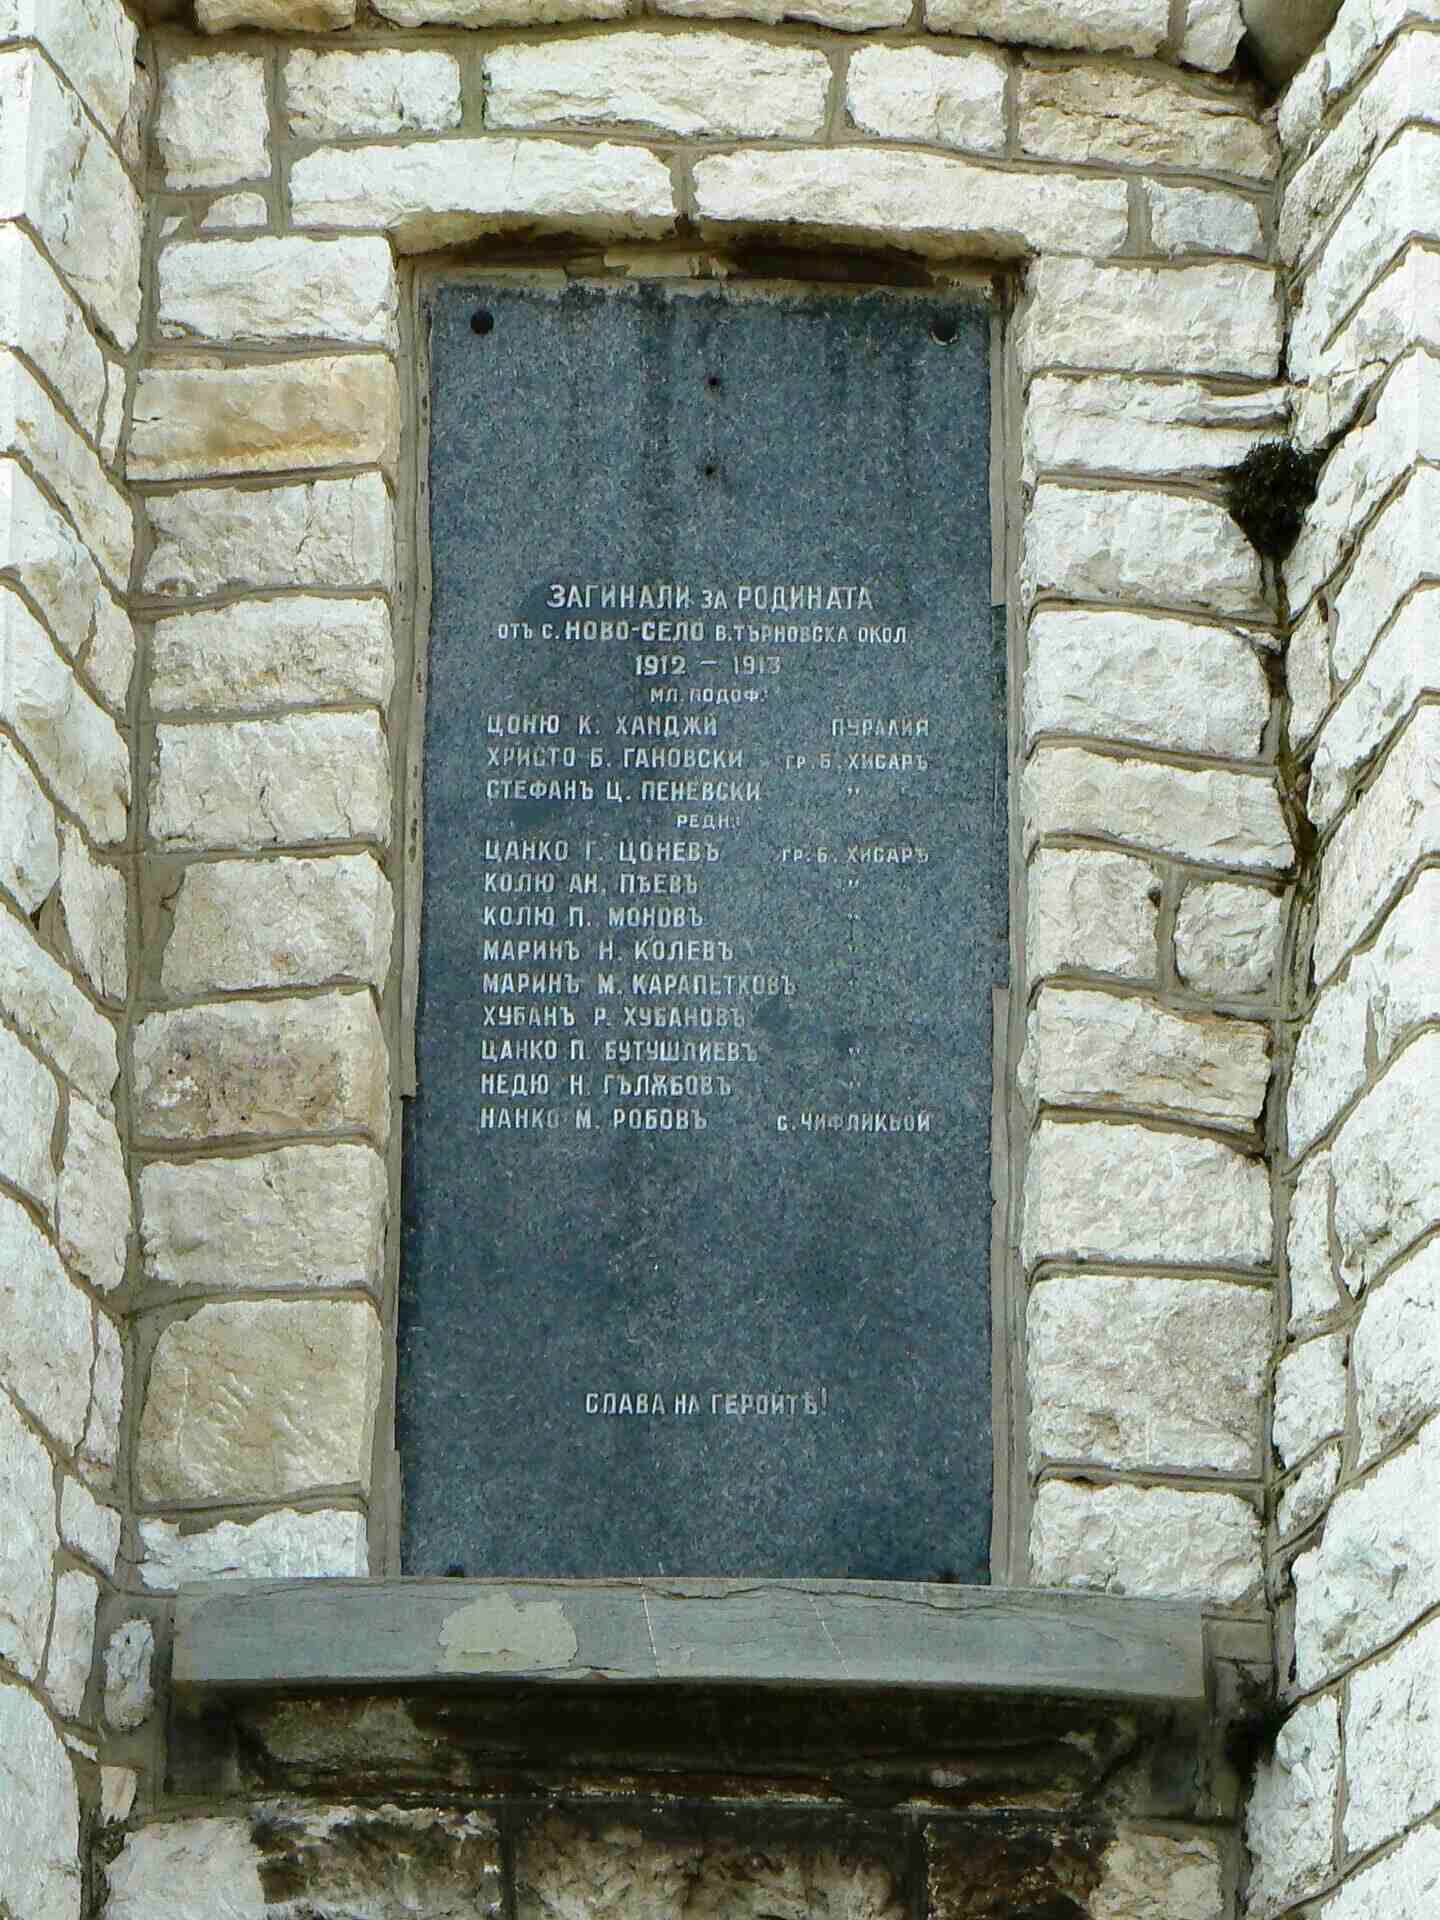 ЗАГИНАЛИ ЗА РОДИНАТА
ОТЪ С. НОВО-СЕЛО В.ТЪРНОВСКА ОКОЛ.
1912 – 1913
МЛ. ПОДОФ.
ЦОНЮ К. ХАНДЖИ ПУРАЛИЯ
ХРИСТО Б. ГАНОВСКИ ГР. Б. ХИСАРЪ
СТЕФАНЪ Ц. ПЕНЕВСКИ "
РЕДН:
ЦАНКО Г. ЦОНЕВЪ ГР. Б. ХИСАРЪ
КОЛЮ АН. ПѢЕВЪ "
КОЛЮ П. МОНОВЪ "
МАРИНЪ Н. КОЛЕВЪ "
МАРИНЪ М. КАРАПЕТКОВЪ "
ХУБАНЪ Р. ХУБАНОВЪ
ЦАНКО П. БУТУШЛИЕВЪ "
НЕДЮ Н. ГЪЛѪБОВЪ "
НАНКО М. РОБОВЪ С. ЧИФЛИКЬОЙ
СЛАВА НА ГЕРОИТѢ!